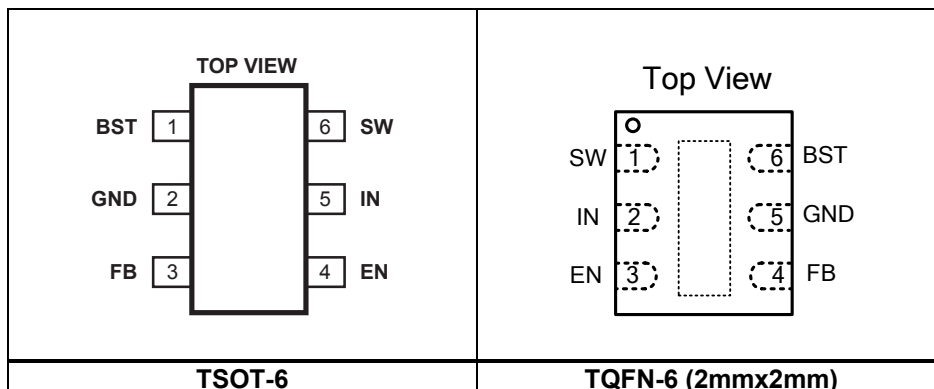 TOP VIEW
BST 1 6 SW
GND 2 5 IN
FB 3 4 EN
TSOT-6
Top View
SW 1 6 BST
IN 2 5 GND
EN 3 4 FB
TQFN-6 (2mmx2mm)